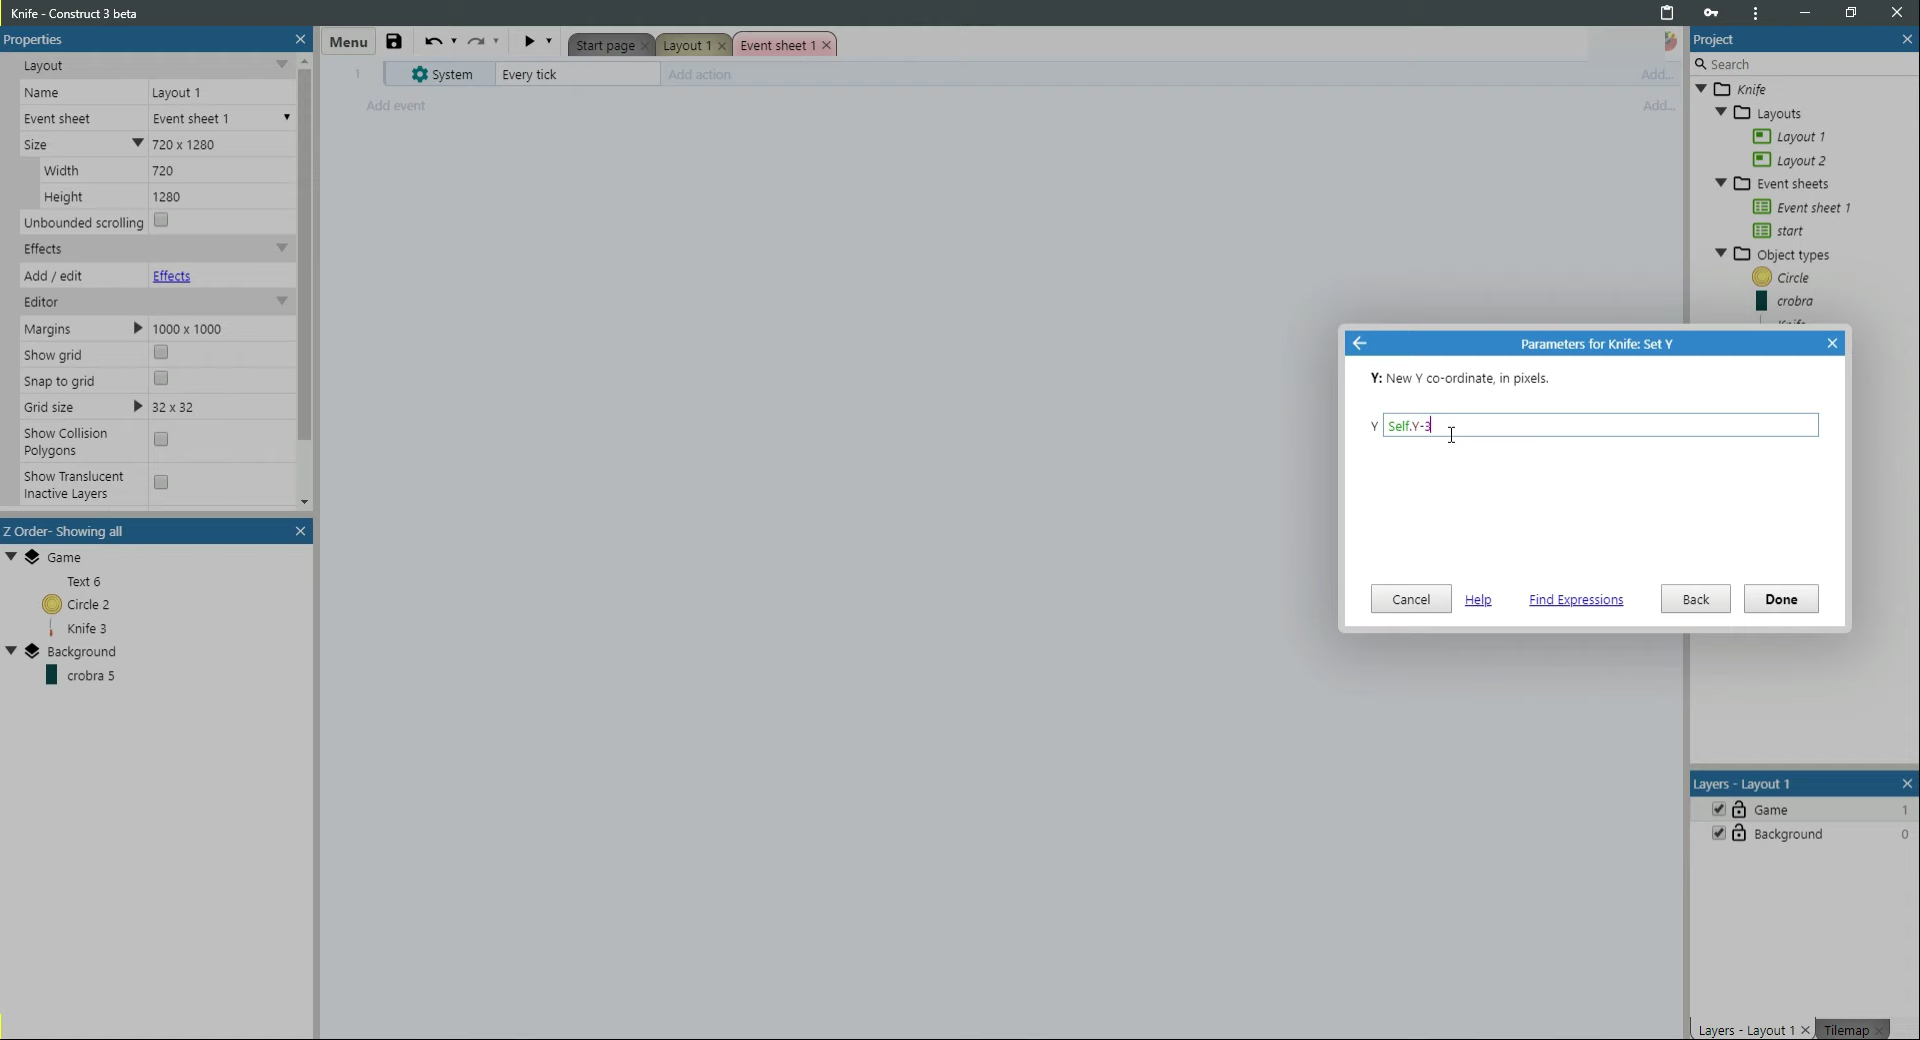 Knife - Construct 3 beta
Properties
Layout
Name Layout 1
Event sheet Event sheet 1
Size 720 x 1280
Width 720
Height 1280
Unbounded scrolling
Effects
Add / edit Effects
Editor
Margins 1000 x 1000
Show grid
Snap to grid
Grid size 32 x 32
Show Collision
Polygons
Show Translucent
Inactive Layers
Z Order- Showing all
Game
Text 6
Circle 2
Knife 3
Background
crobra 5
Menu
Start page
Layout 1
Event sheet 1
1 System Every tick Add action Add...
Add event Add...
Parameters for Knife: Set Y
Y: New Y co-ordinate, in pixels.
Y Self.Y-3
Cancel Help Find Expressions Back Done
Project
Search
Knife
Layouts
Layout 1
Layout 2
Event sheets
Event sheet 1
start
Object types
Circle
crobra
Knife
Layers - Layout 1
Game 1
Background 0
Layers - Layout 1 Tilemap